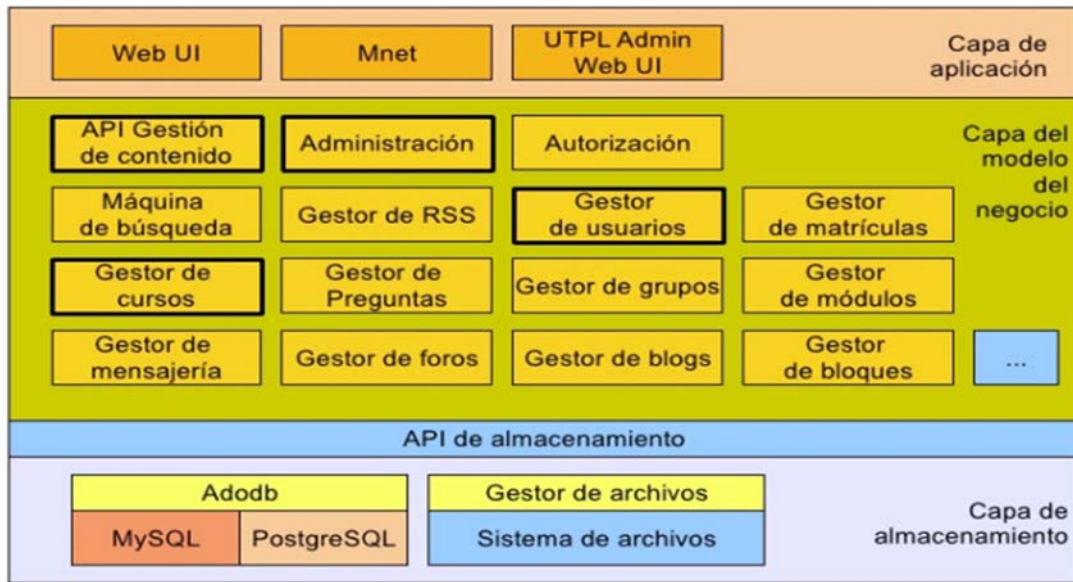 Web UI
Mnet
UTPL Admin
Web UI
Capa de
aplicación
API Gestión
de contenido
Administración
Autorización
Capa del
modelo
del
negocio
Máquina
de búsqueda
Gestor de RSS
Gestor
de usuarios
Gestor
de matrículas
Gestor de
cursos
Gestor de
Preguntas
Gestor de grupos
Gestor
de módulos
Gestor de
mensajería
Gestor de foros
Gestor de blogs
Gestor
de bloques
...
API de almacenamiento
Adodb
Gestor de archivos
MySQL
PostgreSQL
Sistema de archivos
Capa de
almacenamiento